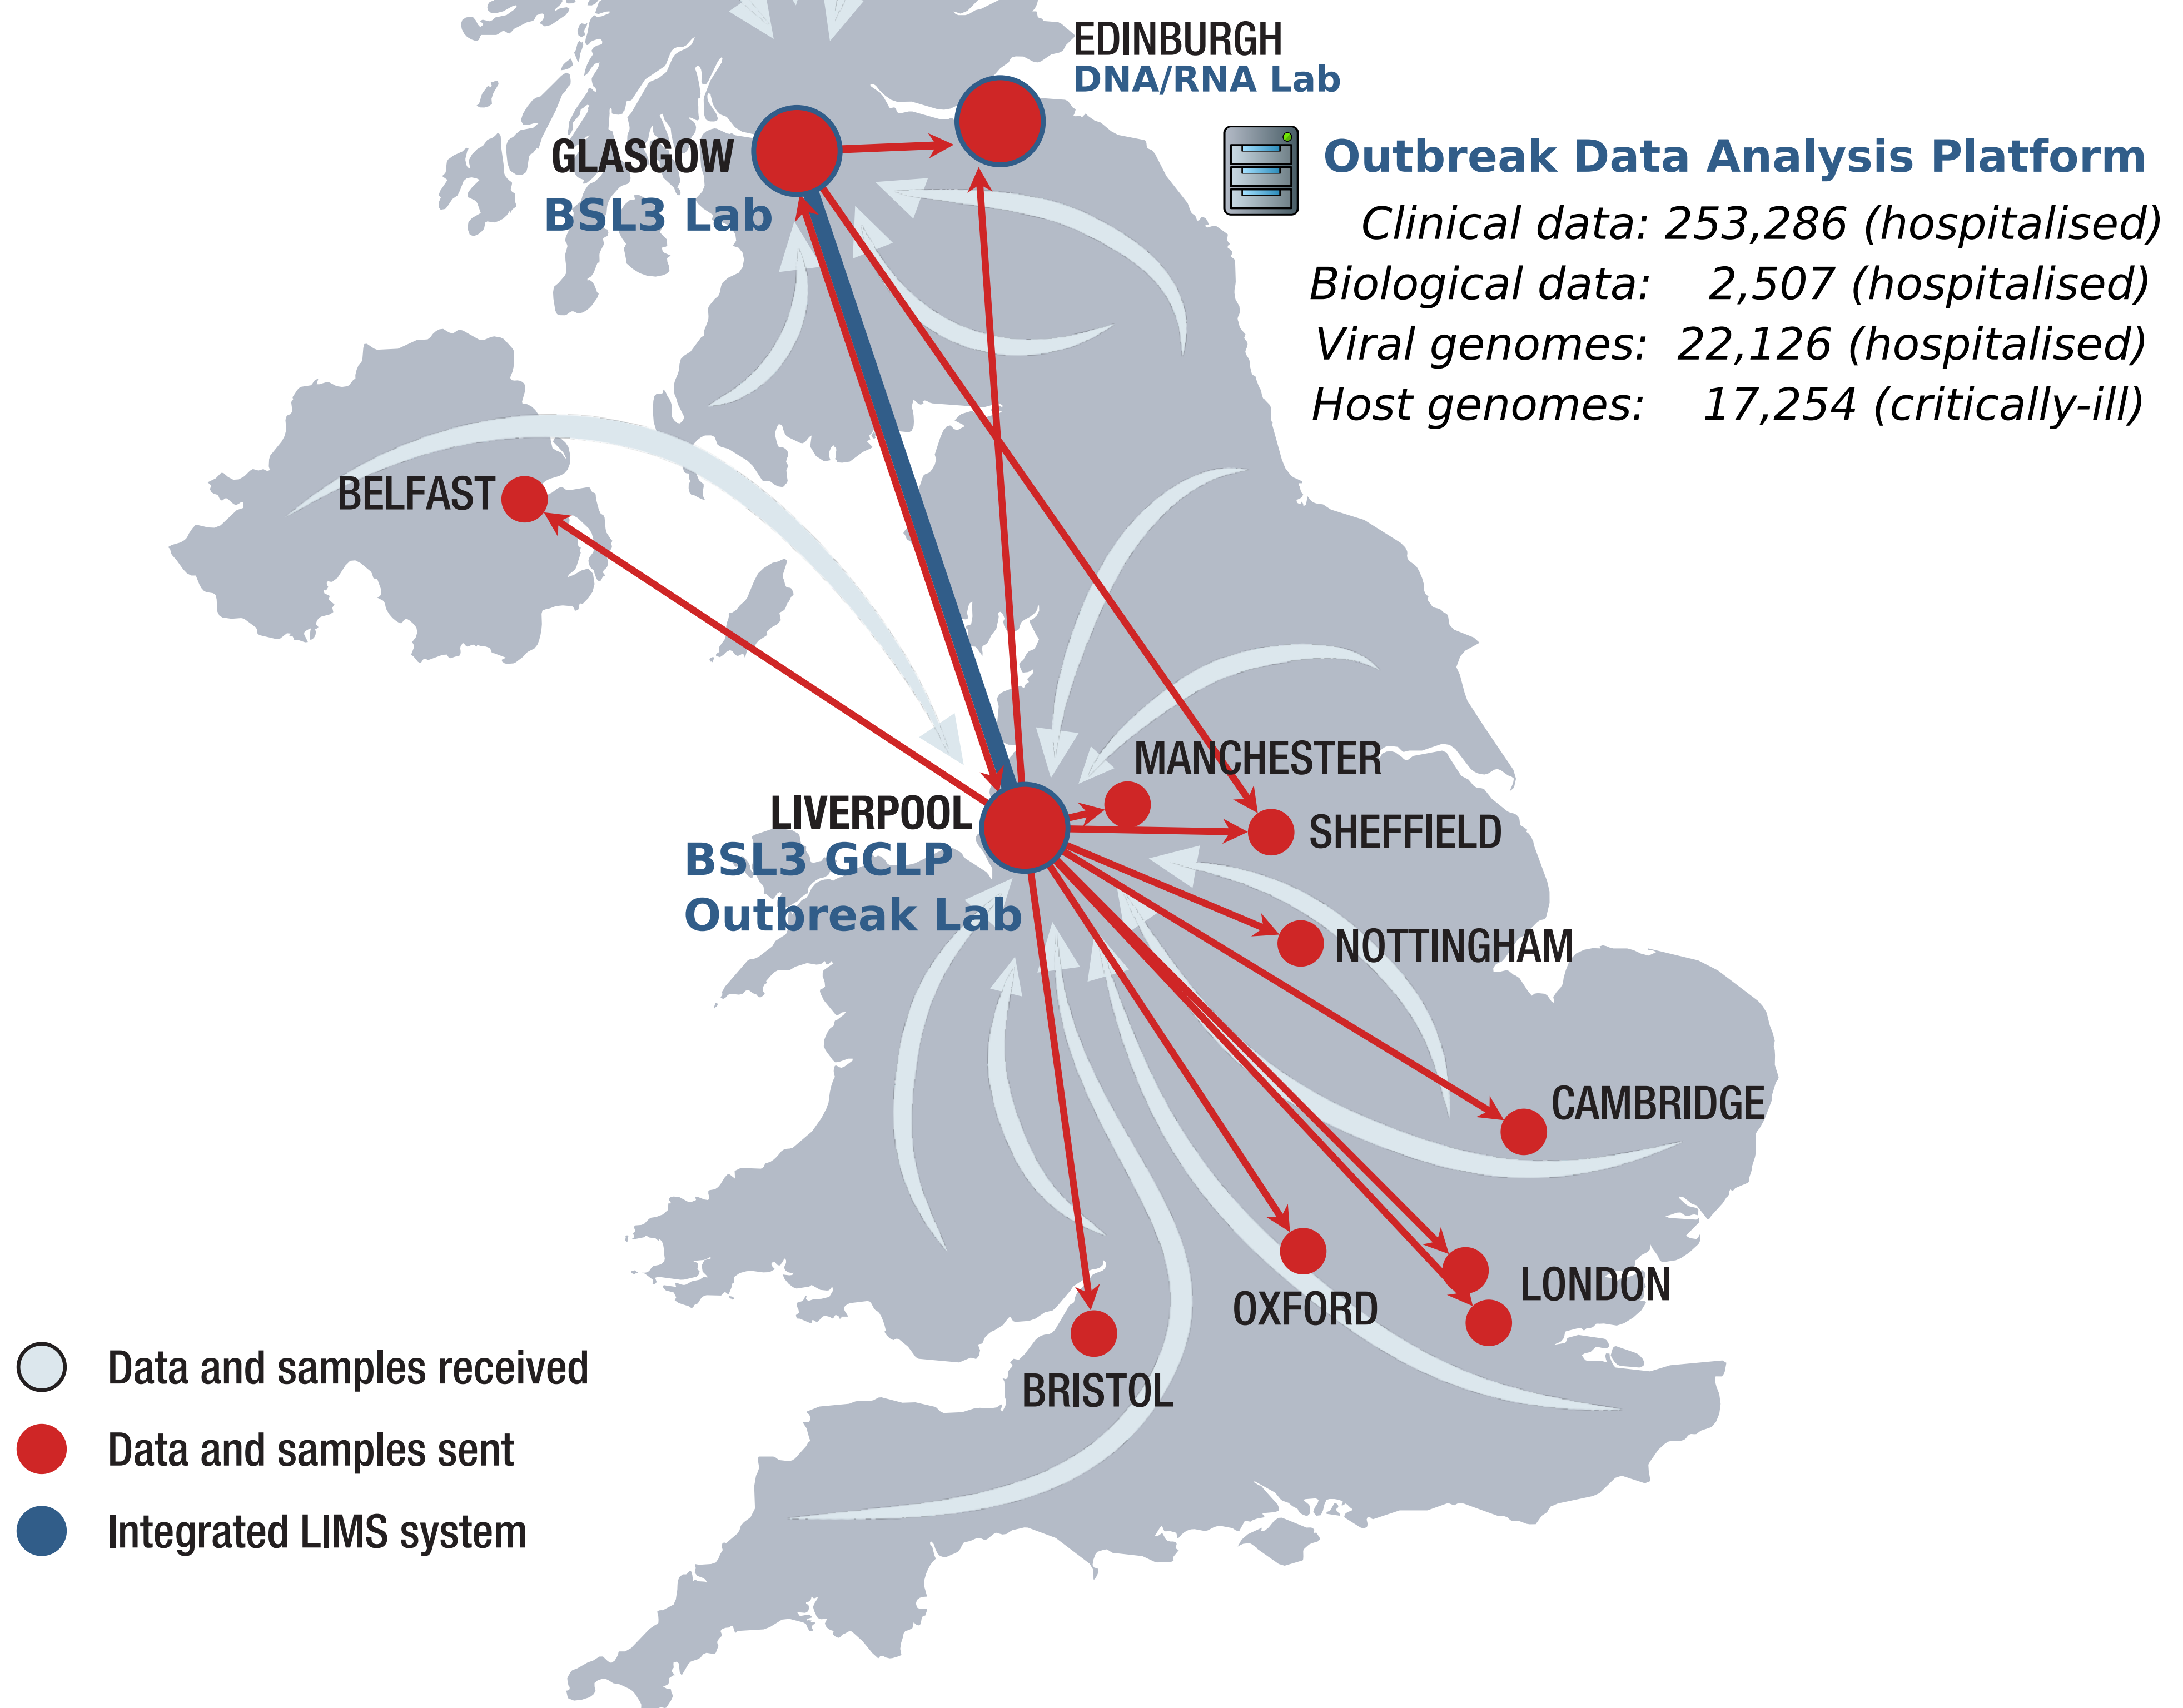 EDINBURGH
DNA/RNA Lab
GLASGOW
BSL3 Lab
Outbreak Data Analysis Platform
Clinical data: 253,286 (hospitalised)
Biological data: 2,507 (hospitalised)
Viral genomes: 22,126 (hospitalised)
Host genomes: 17,254 (critically-ill)
BELFAST
MANCHESTER
LIVERPOOL
BSL3 GCLP
Outbreak Lab
SHEFFIELD
NOTTINGHAM
CAMBRIDGE
LONDON
OXFORD
BRISTOL
Data and samples received
Data and samples sent
Integrated LIMS system